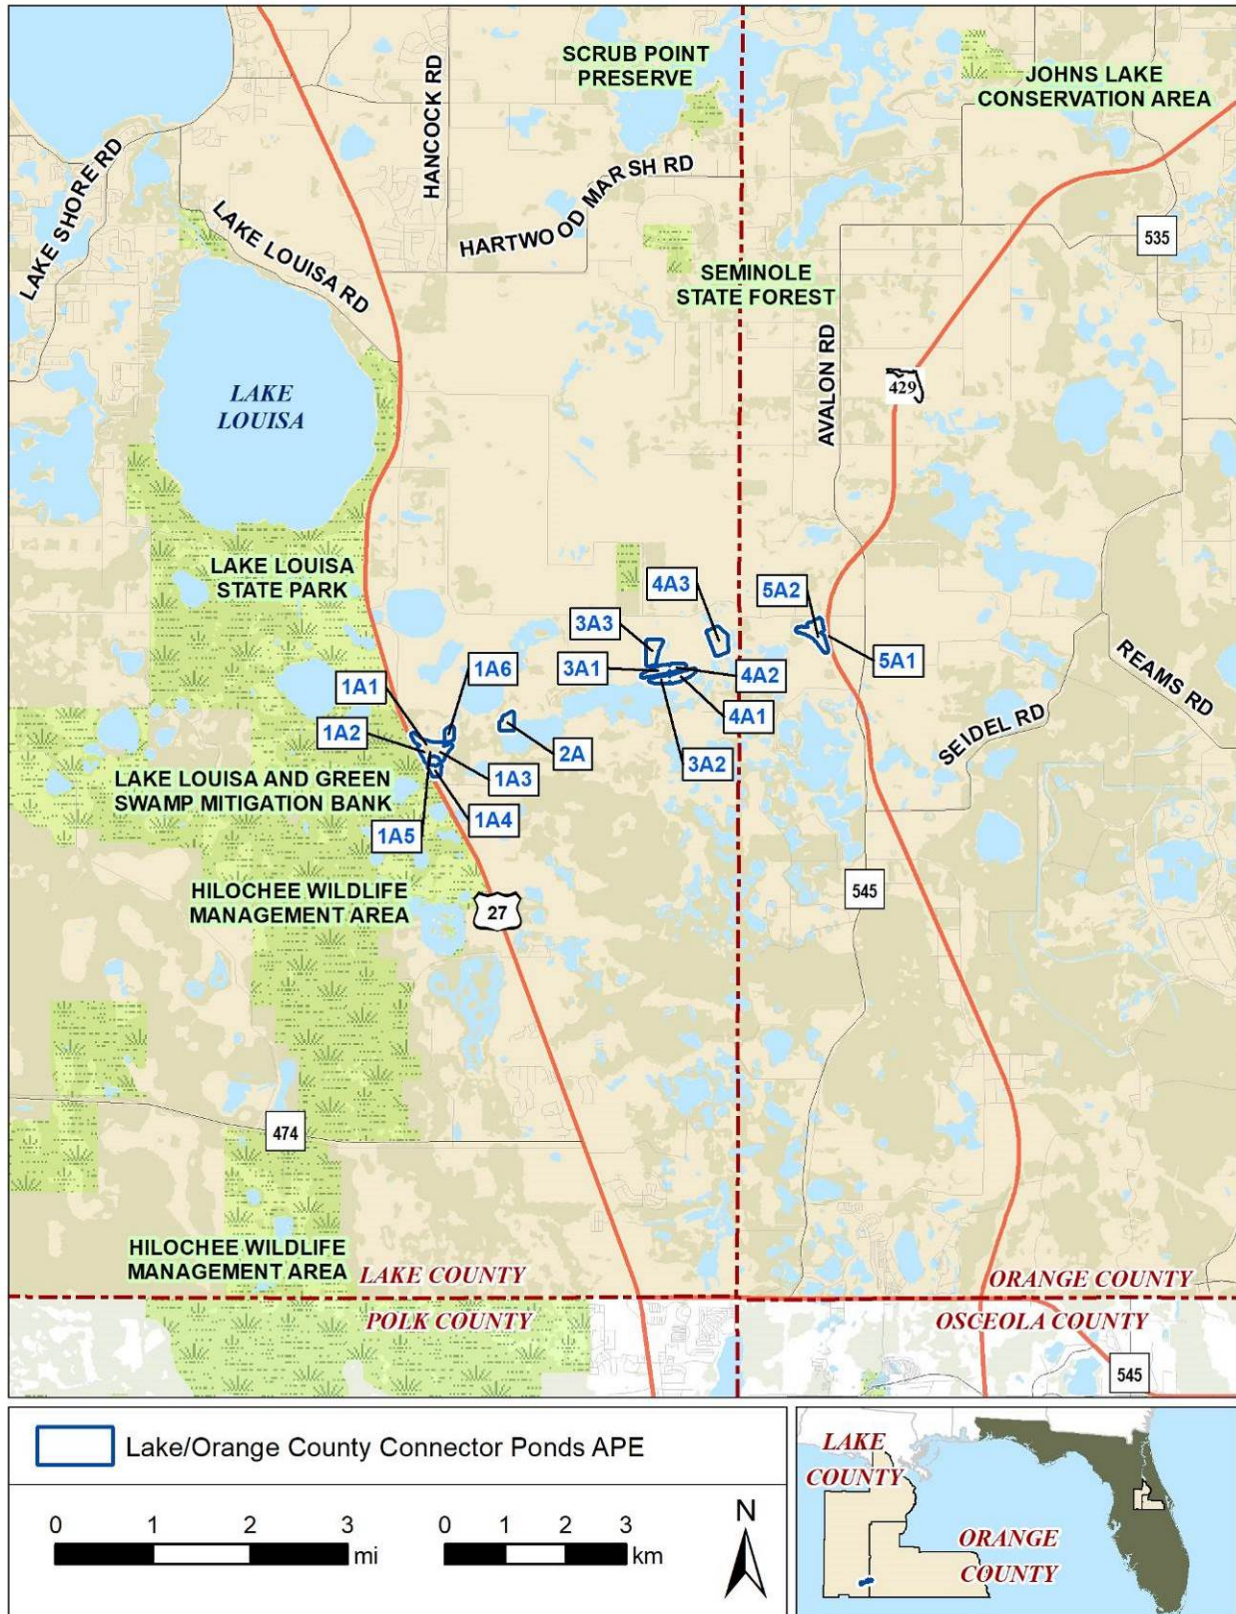 SCRUB POINT
PRESERVE
JOHNS LAKE
CONSERVATION AREA
HANCOCK RD
LAKE SHORE RD
HARTWOOD MARSH RD
LAKE LOUISA RD
535
SEMINOLE
STATE FOREST
AVALON RD
429
LAKE
LOUISA
LAKE LOUISA
STATE PARK
4A3
5A2
3A3
5A1
3A1
4A2
1A6
1A1
4A1
REAMS RD
1A2
2A
3A2
SEIDEL RD
LAKE LOUISA AND GREEN
SWAMP MITIGATION BANK
1A3
1A4
1A5
HILOCHEE WILDLIFE
MANAGEMENT AREA
545
27
474
HILOCHEE WILDLIFE
MANAGEMENT AREA
LAKE COUNTY
ORANGE COUNTY
POLK COUNTY
OSCEOLA COUNTY
545
Lake/Orange County Connector Ponds APE
0 1 2 3
mi
0 1 2 3
km
N
LAKE
COUNTY
ORANGE
COUNTY